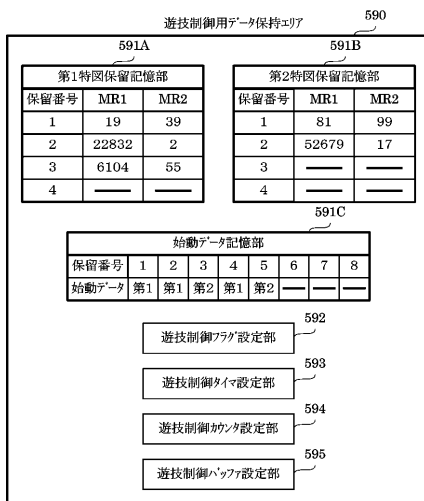 遊技制御用データ保持エリア 590
591A
第1特図保留記憶部
保留番号 MR1 MR2
1 19 39
2 22832 2
3 6104 55
4 ― ―
591B
第2特図保留記憶部
保留番号 MR1 MR2
1 81 99
2 52679 17
3 ― ―
4 ― ―
591C
始動データ記憶部
保留番号 1 2 3 4 5 6 7 8
始動データ 第1 第1 第2 第1 第2 ― ― ―
592
遊技制御フラグ設定部
593
遊技制御タイマ設定部
594
遊技制御カウンタ設定部
595
遊技制御バッファ設定部